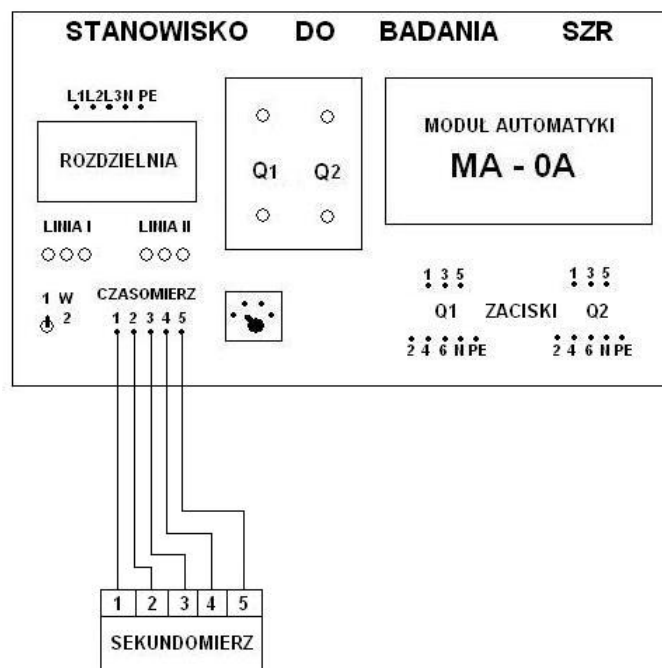 STANOWISKO DO BADANIA SZR
L1L2L3N PE
ROZDZIELNIA
LINIA I LINIA II
1 W
2
CZASOMIERZ
1 2 3 4 5
Q1 Q2
MODUŁ AUTOMATYKI
MA - 0A
1 3 5 1 3 5
Q1 ZACISKI Q2
2 4 6 N PE 2 4 6 N PE
1 2 3 4 5
SEKUNDOMIERZ